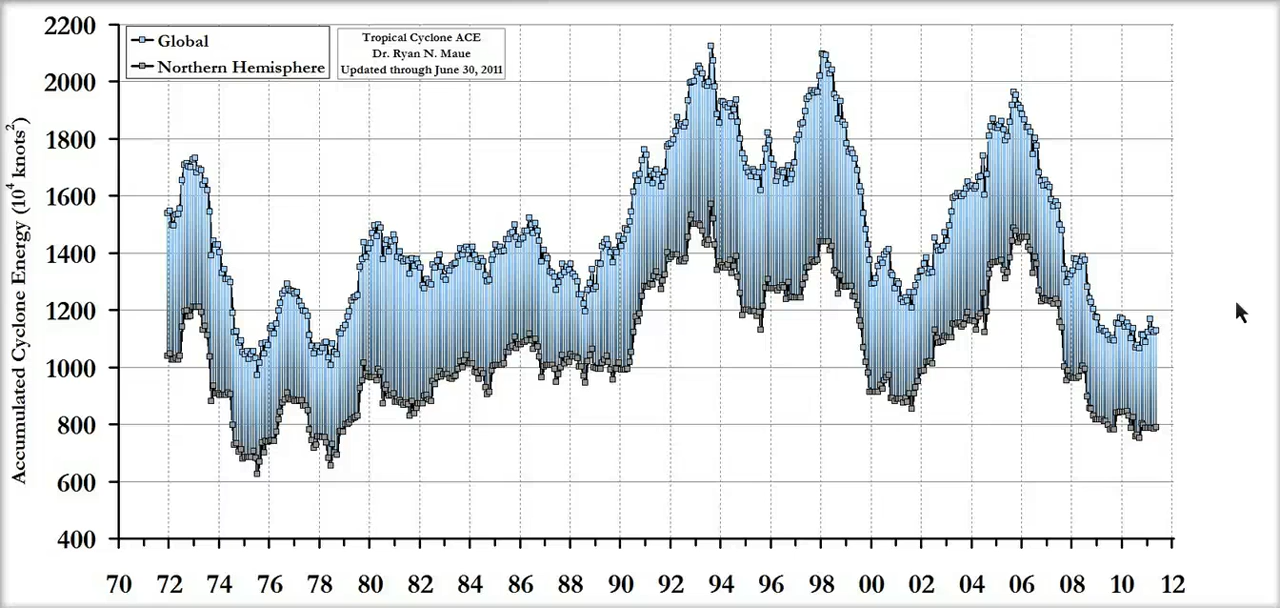 2200
2000
1800
1600
1400
1200
1000
800
600
400
Accumulated Cyclone Energy (10⁴ knots²)
Global
Northern Hemisphere
Tropical Cyclone ACE
Dr. Ryan N. Maue
Updated through June 30, 2011
70 72 74 76 78 80 82 84 86 88 90 92 94 96 98 00 02 04 06 08 10 12